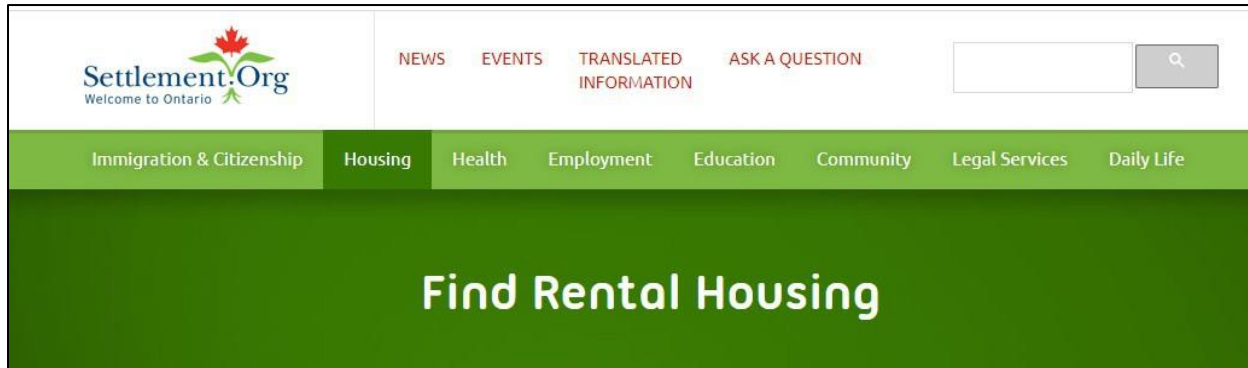 Settlement.Org
Welcome to Ontario
NEWS EVENTS TRANSLATED INFORMATION ASK A QUESTION
Immigration & Citizenship Housing Health Employment Education Community Legal Services Daily Life
Find Rental Housing